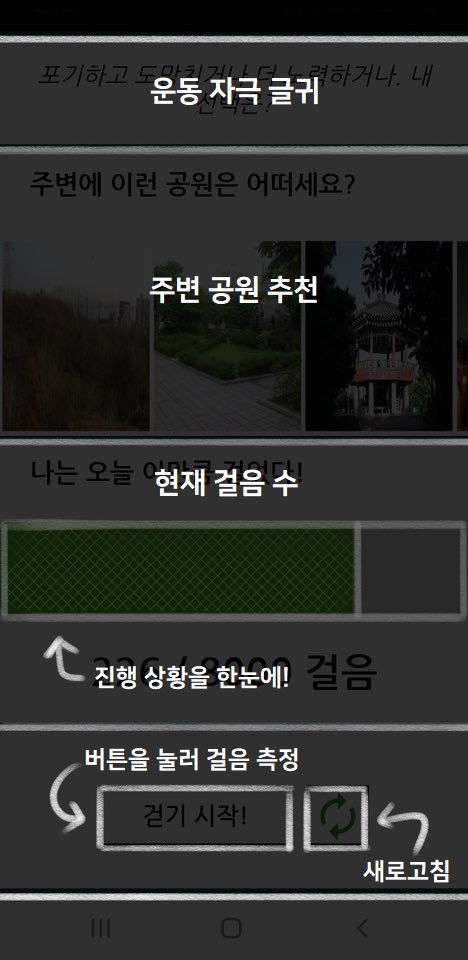 포기하고 도망치거나 더 노력하거나. 내
선택은?
운동 자극 글귀
주변에 이런 공원은 어떠세요?
주변 공원 추천
나는 오늘 이만큼 걸었다!
현재 걸음 수
/ 8000 걸음
진행 상황을 한눈에!
버튼을 눌러 걸음 측정
걷기 시작!
새로고침